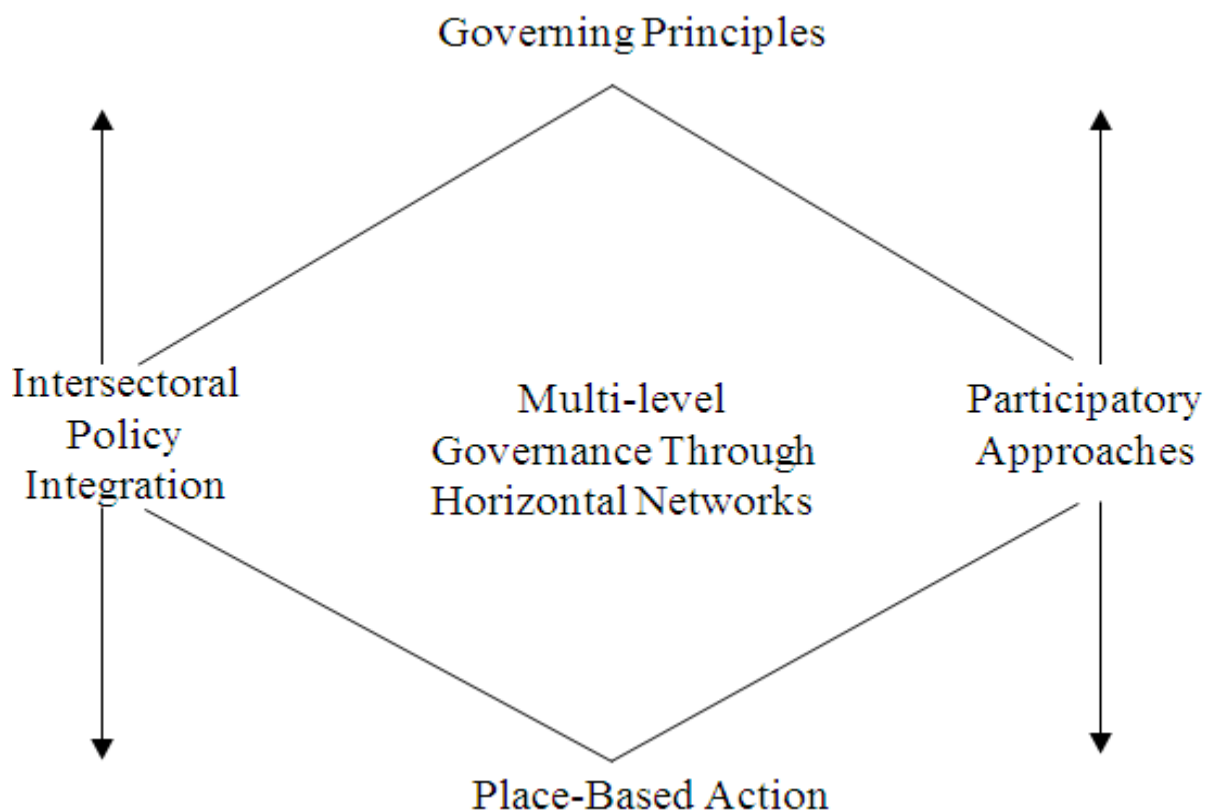 Governing Principles
Intersectoral
Policy
Integration
Multi-level
Governance Through
Horizontal Networks
Participatory
Approaches
Place-Based Action